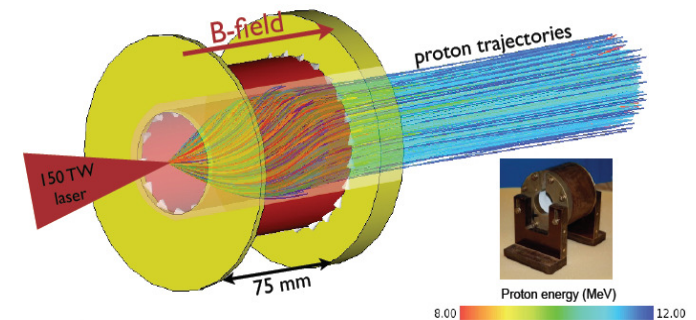 B-field
proton trajectories
150 TW
laser
75 mm
Proton energy (MeV)
8.00
12.00